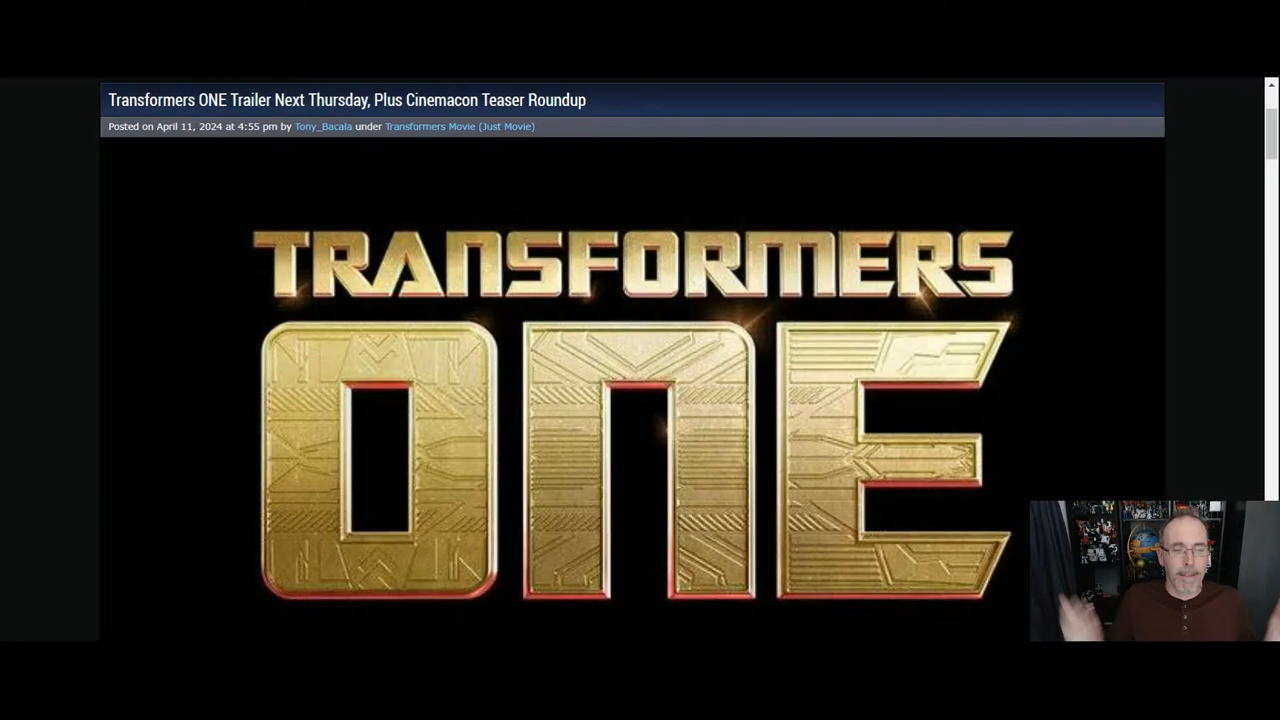 Transformers ONE Trailer Next Thursday, Plus Cinemacon Teaser Roundup
Posted on April 11, 2024 at 4:55 pm by Tony_Bacala under Transformers Movie (Just Movie)
TRANSFORMERS
ONE